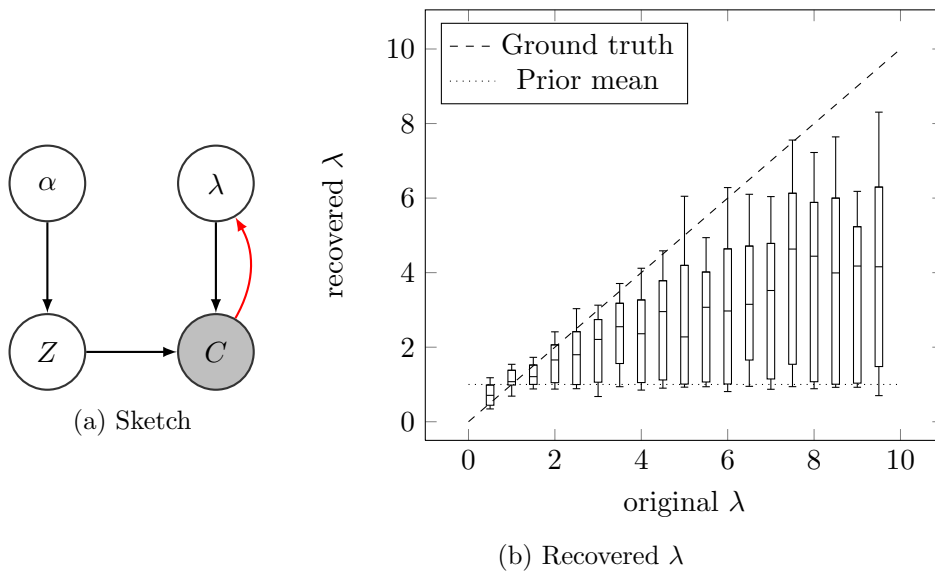 α
λ
Z
C
(a) Sketch
Ground truth
Prior mean
10
8
6
4
2
0
recovered λ
0 2 4 6 8 10
original λ
(b) Recovered λ